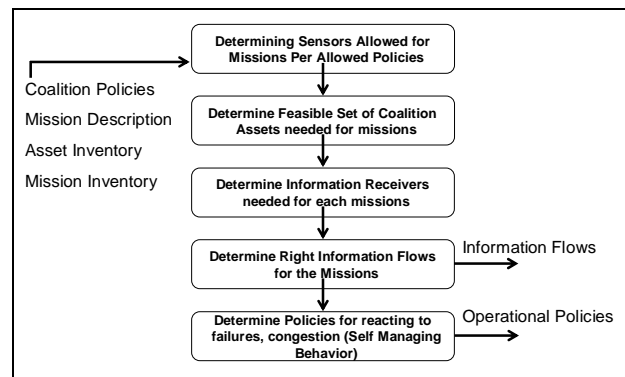 Determining Sensors Allowed for
Missions Per Allowed Policies
Coalition Policies
Mission Description
Asset Inventory
Mission Inventory
Determine Feasible Set of Coalition
Assets needed for missions
Determine Information Receivers
needed for each missions
Determine Right Information Flows
for the Missions
Information Flows
Determine Policies for reacting to
failures, congestion (Self Managing
Behavior)
Operational Policies